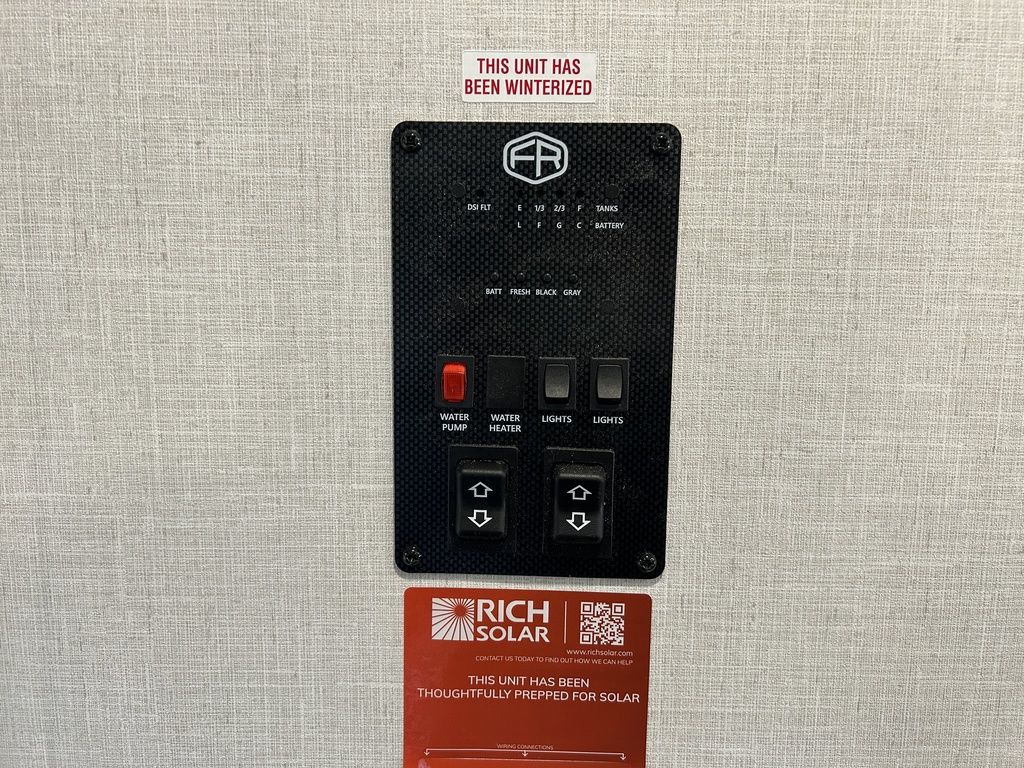 THIS UNIT HAS
BEEN WINTERIZED
FR
DSI FLT E 1/3 2/3 F TANKS
L F G C BATTERY
BATT FRESH BLACK GRAY
WATER PUMP
WATER HEATER
LIGHTS
LIGHTS
RICH
SOLAR
www.richsolar.com
CONTACT US TODAY TO FIND OUT HOW WE CAN HELP
THIS UNIT HAS BEEN
THOUGHTFULLY PREPPED FOR SOLAR
WIRING CONNECTIONS